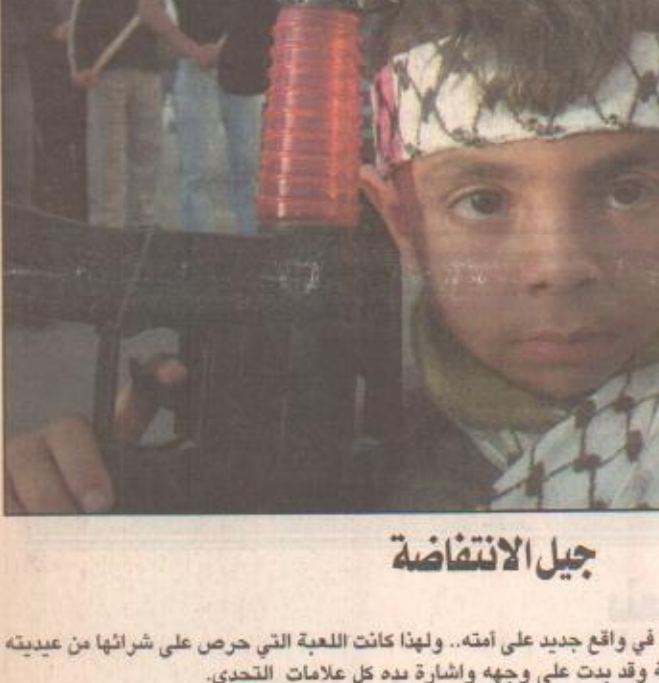 جيل الانتفاضة
في واقع جديد على أمته.. ولهذا كانت اللعبة التي حرص على شرائها من عيديته
وقد بدت على وجهه واشارة يده كل علامات التحدي.